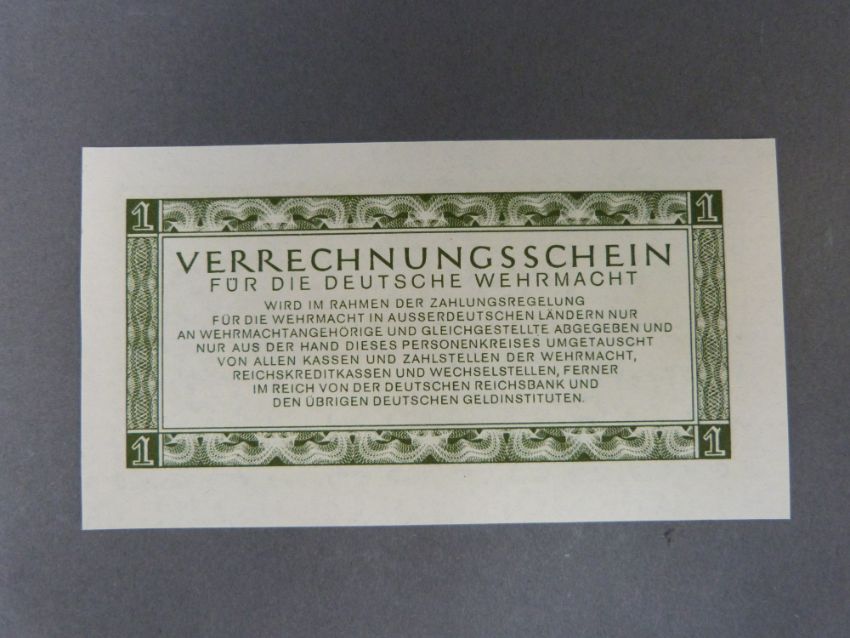 1 1
VERRECHNUNGSSCHEIN
FÜR DIE DEUTSCHE WEHRMACHT
WIRD IM RAHMEN DER ZAHLUNGSREGELUNG
FÜR DIE WEHRMACHT IN AUSSERDEUTSCHEN LÄNDERN NUR
AN WEHRMACHTANGEHÖRIGE UND GLEICHGESTELLTE ABGEGEBEN UND
NUR AUS DER HAND DIESES PERSONENKREISES UMGETAUSCHT
VON ALLEN KASSEN UND ZAHLSTELLEN DER WEHRMACHT,
REICHSKREDITKASSEN UND WECHSELSTELLEN, FERNER
IM REICH VON DER DEUTSCHEN REICHSBANK UND
DEN ÜBRIGEN DEUTSCHEN GELDINSTITUTEN.
1 1